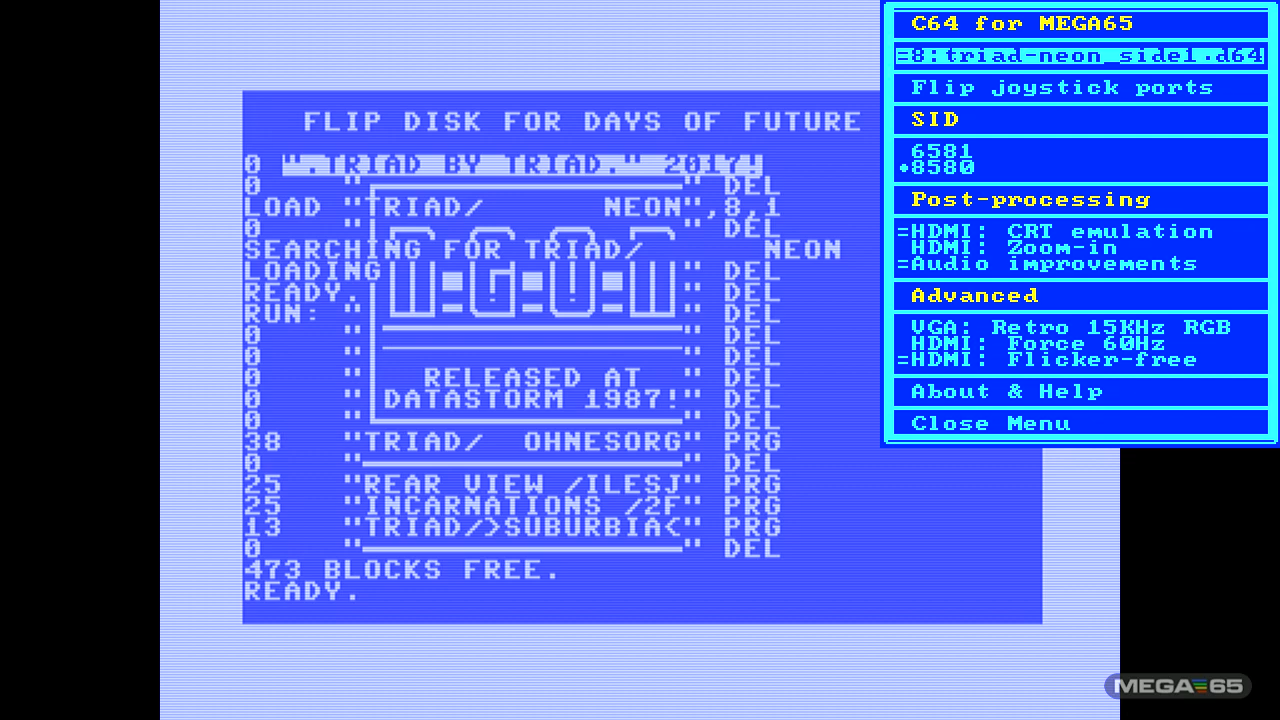 FLIP DISK FOR DAYS OF FUTURE
0 ".TRIAD BY TRIAD." 2017!
0 " " DEL
LOAD "TRIAD/ NEON",8,1
0 " " DEL
SEARCHING FOR TRIAD/ NEON
LOADING " DEL
READY. " DEL
RUN: " DEL
0 " " DEL
0 " " DEL
0 " RELEASED AT " DEL
0 " DATASTORM 1987!" DEL
0 " " DEL
38 "TRIAD/ OHNESORG" PRG
0 " " DEL
25 "REAR VIEW /ILESJ" PRG
25 "INCARNATIONS /2F" PRG
13 "TRIAD/>SUBURBIA<" PRG
0 " " DEL
473 BLOCKS FREE.
READY.
C64 for MEGA65
=8:triad-neon_side1.d64
Flip joystick ports
SID
6581
•8580
Post-processing
=HDMI: CRT emulation
HDMI: Zoom-in
=Audio improvements
Advanced
VGA: Retro 15KHz RGB
HDMI: Force 60Hz
=HDMI: Flicker-free
About & Help
Close Menu
MEGA65